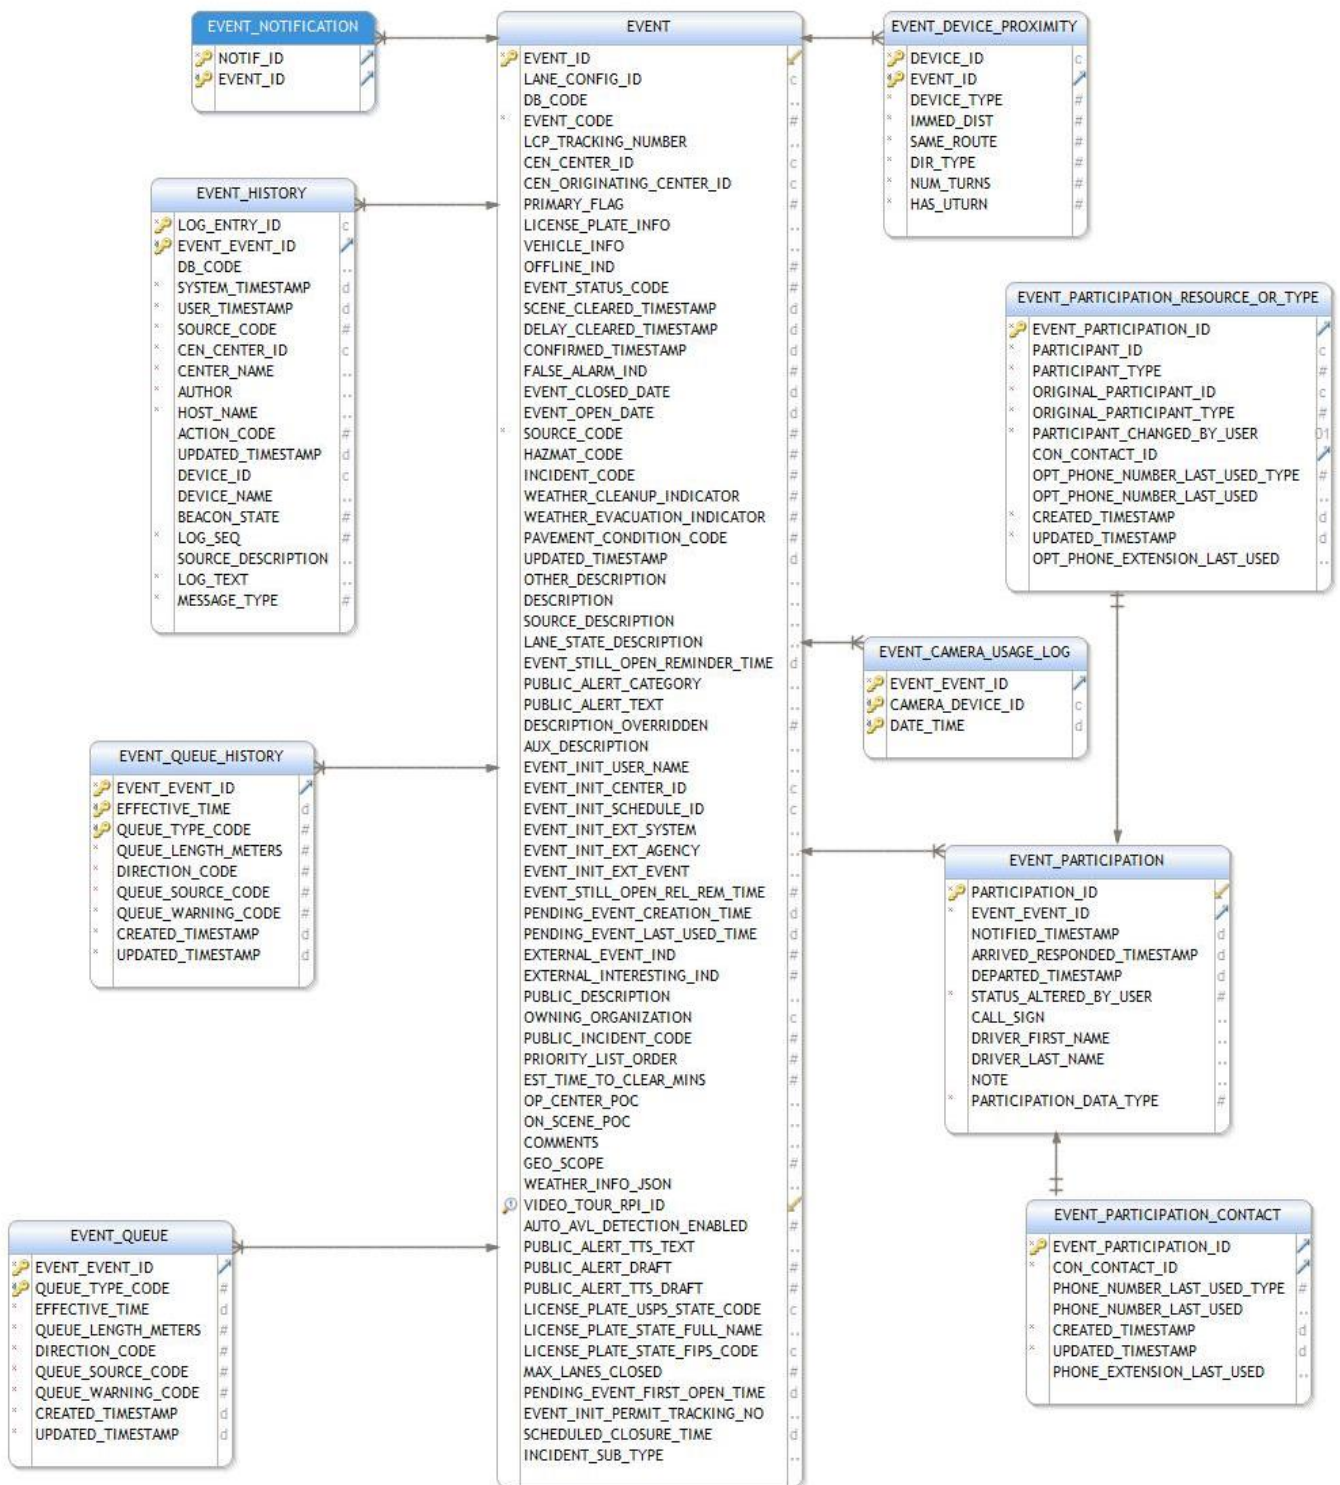 EVENT_NOTIFICATION
NOTIF_ID
EVENT_ID
EVENT
EVENT_ID
LANE_CONFIG_ID c
DB_CODE ..
* EVENT_CODE #
LCP_TRACKING_NUMBER ..
CEN_CENTER_ID c
CEN_ORIGINATING_CENTER_ID c
PRIMARY_FLAG #
LICENSE_PLATE_INFO ..
VEHICLE_INFO ..
OFFLINE_IND #
EVENT_STATUS_CODE #
SCENE_CLEARED_TIMESTAMP d
DELAY_CLEARED_TIMESTAMP d
CONFIRMED_TIMESTAMP d
FALSE_ALARM_IND #
EVENT_CLOSED_DATE d
EVENT_OPEN_DATE d
* SOURCE_CODE #
HAZMAT_CODE #
INCIDENT_CODE #
WEATHER_CLEANUP_INDICATOR #
WEATHER_EVACUATION_INDICATOR #
PAVEMENT_CONDITION_CODE #
UPDATED_TIMESTAMP d
OTHER_DESCRIPTION ..
DESCRIPTION ..
SOURCE_DESCRIPTION ..
LANE_STATE_DESCRIPTION ..
EVENT_STILL_OPEN_REMINDER_TIME d
PUBLIC_ALERT_CATEGORY ..
PUBLIC_ALERT_TEXT ..
DESCRIPTION_OVERRIDDEN #
AUX_DESCRIPTION ..
EVENT_INIT_USER_NAME ..
EVENT_INIT_CENTER_ID c
EVENT_INIT_SCHEDULE_ID c
EVENT_INIT_EXT_SYSTEM ..
EVENT_INIT_EXT_AGENCY ..
EVENT_INIT_EXT_EVENT ..
EVENT_STILL_OPEN_REL_REM_TIME #
PENDING_EVENT_CREATION_TIME d
PENDING_EVENT_LAST_USED_TIME d
EXTERNAL_EVENT_IND #
EXTERNAL_INTERESTING_IND #
PUBLIC_DESCRIPTION ..
OWNING_ORGANIZATION c
PUBLIC_INCIDENT_CODE #
PRIORITY_LIST_ORDER #
EST_TIME_TO_CLEAR_MINS #
OP_CENTER_POC ..
ON_SCENE_POC ..
COMMENTS ..
GEO_SCOPE #
WEATHER_INFO_JSON ..
VIDEO_TOUR_RPI_ID
AUTO_AVL_DETECTION_ENABLED #
PUBLIC_ALERT_TTS_TEXT ..
PUBLIC_ALERT_DRAFT #
PUBLIC_ALERT_TTS_DRAFT #
LICENSE_PLATE_USPS_STATE_CODE c
LICENSE_PLATE_STATE_FULL_NAME ..
LICENSE_PLATE_STATE_FIPS_CODE c
MAX_LANES_CLOSED #
PENDING_EVENT_FIRST_OPEN_TIME d
EVENT_INIT_PERMIT_TRACKING_NO ..
SCHEDULED_CLOSURE_TIME d
INCIDENT_SUB_TYPE ..
EVENT_DEVICE_PROXIMITY
DEVICE_ID c
EVENT_ID
* DEVICE_TYPE #
* IMMED_DIST #
* SAME_ROUTE #
* DIR_TYPE #
* NUM_TURNS #
* HAS_UTURN #
EVENT_HISTORY
LOG_ENTRY_ID c
EVENT_EVENT_ID
DB_CODE ..
* SYSTEM_TIMESTAMP d
* USER_TIMESTAMP d
* SOURCE_CODE #
* CEN_CENTER_ID c
* CENTER_NAME ..
* AUTHOR ..
* HOST_NAME ..
ACTION_CODE #
UPDATED_TIMESTAMP d
DEVICE_ID c
DEVICE_NAME ..
BEACON_STATE #
* LOG_SEQ #
SOURCE_DESCRIPTION ..
* LOG_TEXT ..
* MESSAGE_TYPE #
EVENT_PARTICIPATION_RESOURCE_OR_TYPE
EVENT_PARTICIPATION_ID
* PARTICIPANT_ID c
* PARTICIPANT_TYPE #
* ORIGINAL_PARTICIPANT_ID c
* ORIGINAL_PARTICIPANT_TYPE #
* PARTICIPANT_CHANGED_BY_USER 01
CON_CONTACT_ID
OPT_PHONE_NUMBER_LAST_USED_TYPE #
OPT_PHONE_NUMBER_LAST_USED ..
* CREATED_TIMESTAMP d
* UPDATED_TIMESTAMP d
OPT_PHONE_EXTENSION_LAST_USED ..
EVENT_CAMERA_USAGE_LOG
EVENT_EVENT_ID
CAMERA_DEVICE_ID c
DATE_TIME d
EVENT_QUEUE_HISTORY
EVENT_EVENT_ID
EFFECTIVE_TIME d
QUEUE_TYPE_CODE #
* QUEUE_LENGTH_METERS #
* DIRECTION_CODE #
* QUEUE_SOURCE_CODE #
* QUEUE_WARNING_CODE #
* CREATED_TIMESTAMP d
* UPDATED_TIMESTAMP d
EVENT_PARTICIPATION
PARTICIPATION_ID
* EVENT_EVENT_ID
NOTIFIED_TIMESTAMP d
ARRIVED_RESPONDED_TIMESTAMP d
DEPARTED_TIMESTAMP d
* STATUS_ALTERED_BY_USER #
CALL_SIGN ..
DRIVER_FIRST_NAME ..
DRIVER_LAST_NAME ..
NOTE ..
* PARTICIPATION_DATA_TYPE #
EVENT_QUEUE
EVENT_EVENT_ID
QUEUE_TYPE_CODE #
* EFFECTIVE_TIME d
* QUEUE_LENGTH_METERS #
* DIRECTION_CODE #
* QUEUE_SOURCE_CODE #
* QUEUE_WARNING_CODE #
* CREATED_TIMESTAMP d
* UPDATED_TIMESTAMP d
EVENT_PARTICIPATION_CONTACT
EVENT_PARTICIPATION_ID
* CON_CONTACT_ID
PHONE_NUMBER_LAST_USED_TYPE #
PHONE_NUMBER_LAST_USED ..
* CREATED_TIMESTAMP d
* UPDATED_TIMESTAMP d
PHONE_EXTENSION_LAST_USED ..